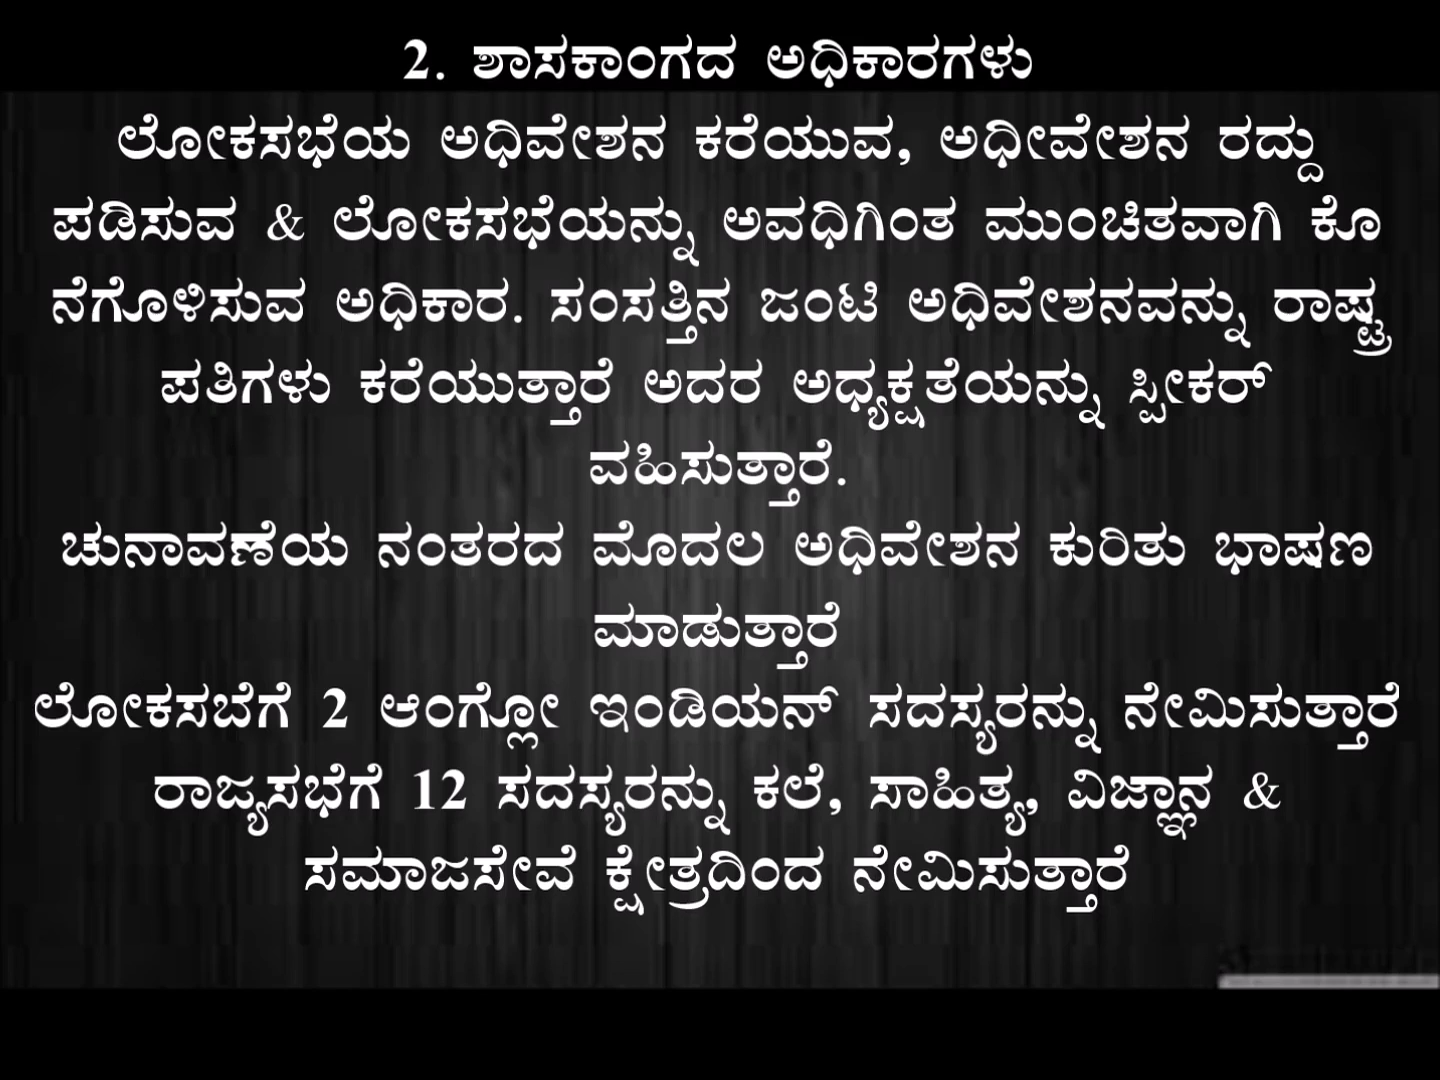 2. ಶಾಸಕಾಂಗದ ಅಧಿಕಾರಗಳು
ಲೋಕಸಭೆಯ ಅಧಿವೇಶನ ಕರೆಯುವ, ಅಧೀವೇಶನ ರದ್ದು
ಪಡಿಸುವ & ಲೋಕಸಭೆಯನ್ನು ಅವಧಿಗಿಂತ ಮುಂಚಿತವಾಗಿ ಕೊ
ನೆಗೊಳಿಸುವ ಅಧಿಕಾರ. ಸಂಸತ್ತಿನ ಜಂಟಿ ಅಧಿವೇಶನವನ್ನು ರಾಷ್ಟ್ರ
ಪತಿಗಳು ಕರೆಯುತ್ತಾರೆ ಅದರ ಅಧ್ಯಕ್ಷತೆಯನ್ನು ಸ್ಪೀಕರ್
ವಹಿಸುತ್ತಾರೆ.
ಚುನಾವಣೆಯ ನಂತರದ ಮೊದಲ ಅಧಿವೇಶನ ಕುರಿತು ಭಾಷಣ
ಮಾಡುತ್ತಾರೆ
ಲೋಕಸಬೆಗೆ 2 ಆಂಗ್ಲೋ ಇಂಡಿಯನ್ ಸದಸ್ಯರನ್ನು ನೇಮಿಸುತ್ತಾರೆ
ರಾಜ್ಯಸಭೆಗೆ 12 ಸದಸ್ಯರನ್ನು ಕಲೆ, ಸಾಹಿತ್ಯ, ವಿಜ್ಞಾನ &
ಸಮಾಜಸೇವೆ ಕ್ಷೇತ್ರದಿಂದ ನೇಮಿಸುತ್ತಾರೆ